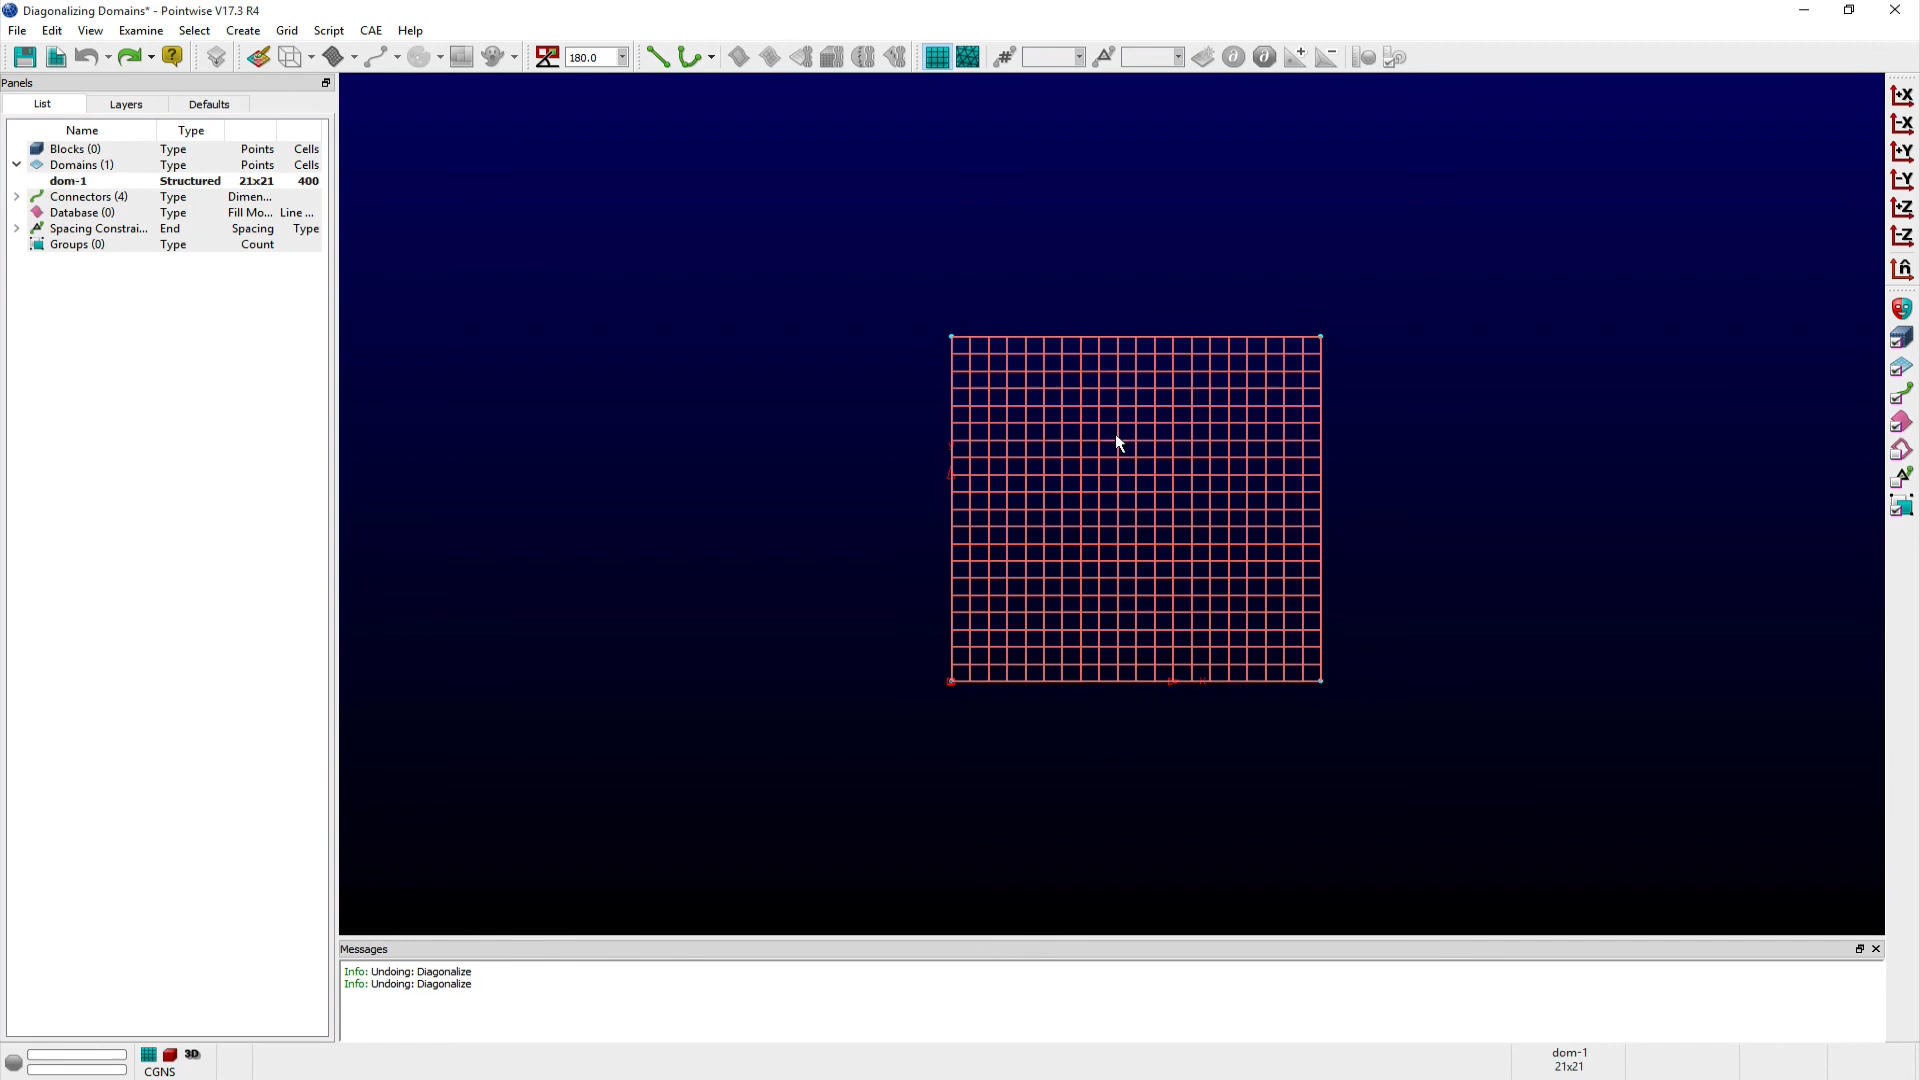 Diagonalizing Domains* - Pointwise V17.3 R4
File Edit View Examine Select Create Grid Script CAE Help
180.0
Panels
List Layers Defaults
Name Type
Blocks (0) Type Points Cells
Domains (1) Type Points Cells
dom-1 Structured 21x21 400
Connectors (4) Type Dimen...
Database (0) Type Fill Mo... Line ...
Spacing Constrai... End Spacing Type
Groups (0) Type Count
+X
-X
+Y
-Y
+Z
-Z
n̂
Messages
Info: Undoing: Diagonalize
Info: Undoing: Diagonalize
3D
CGNS
dom-1
21x21